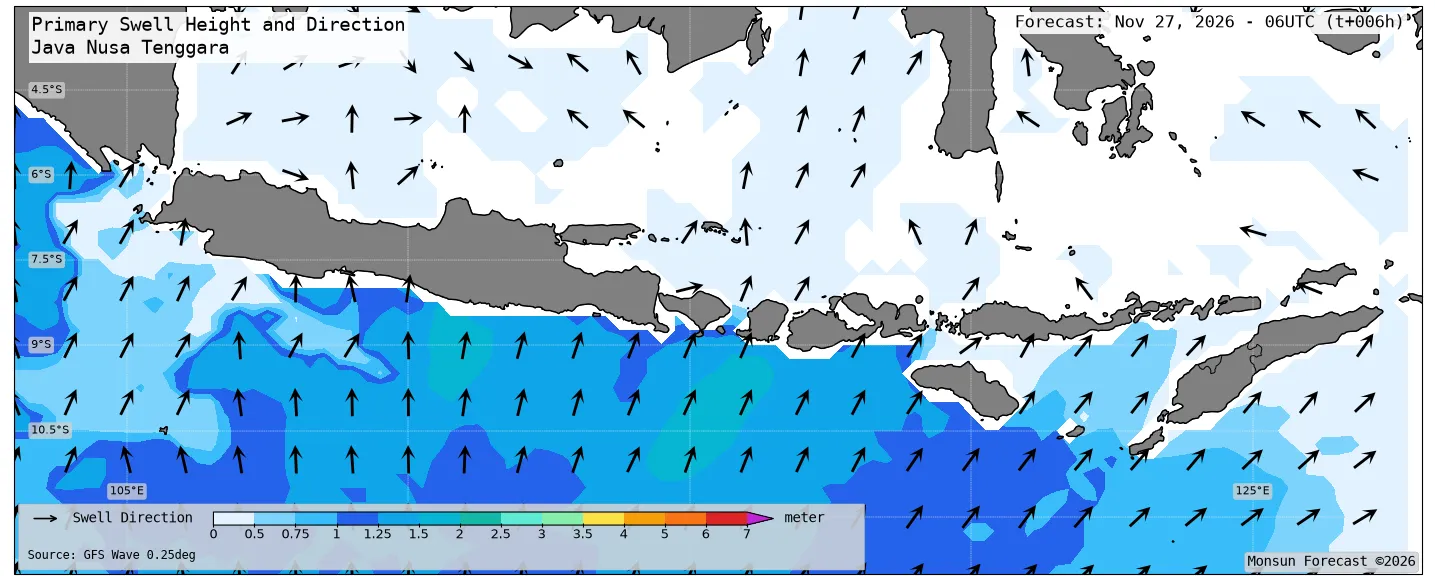 Primary Swell Height and Direction
Java Nusa Tenggara
Forecast: Nov 27, 2026 - 06UTC (t+006h)
4.5°S
6°S
7.5°S
9°S
10.5°S
105°E
125°E
Swell Direction
0 0.5 0.75 1 1.25 1.5 2 2.5 3 3.5 4 5 6 7
meter
Source: GFS Wave 0.25deg
Monsun Forecast ©2026